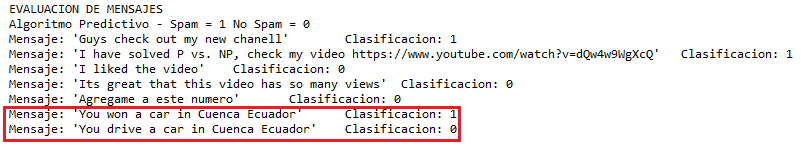 EVALUACION DE MENSAJES
Algoritmo Predictivo - Spam = 1 No Spam = 0
Mensaje: 'Guys check out my new chanell' Clasificacion: 1
Mensaje: 'I have solved P vs. NP, check my video https://www.youtube.com/watch?v=dQw4w9WgXcQ' Clasificacion: 1
Mensaje: 'I liked the video' Clasificacion: 0
Mensaje: 'Its great that this video has so many views' Clasificacion: 0
Mensaje: 'Agregame a este numero' Clasificacion: 0
Mensaje: 'You won a car in Cuenca Ecuador' Clasificacion: 1
Mensaje: 'You drive a car in Cuenca Ecuador' Clasificacion: 0